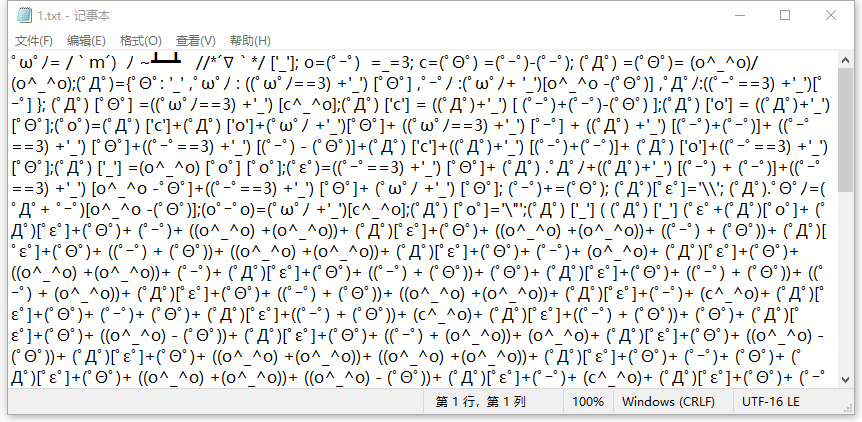 1.txt - 记事本
文件(F) 编辑(E) 格式(O) 查看(V) 帮助(H)
ﾟωﾟﾉ= /｀ｍ´）ﾉ ~┻━┻   //*´∇｀*/ ['_']; o=(ﾟｰﾟ)  =_=3; c=(ﾟΘﾟ) =(ﾟｰﾟ)-(ﾟｰﾟ); (ﾟДﾟ) =(ﾟΘﾟ)= (o^_^o)/
(o^_^o);(ﾟДﾟ)={ﾟΘﾟ: '_' ,ﾟωﾟﾉ : ((ﾟωﾟﾉ==3) +'_') [ﾟΘﾟ] ,ﾟｰﾟﾉ :(ﾟωﾟﾉ+ '_')[o^_^o -(ﾟΘﾟ)] ,ﾟДﾟﾉ:((ﾟｰﾟ==3) +'_')[ﾟ
ｰﾟ] }; (ﾟДﾟ) [ﾟΘﾟ] =((ﾟωﾟﾉ==3) +'_') [c^_^o];(ﾟДﾟ) ['c'] = ((ﾟДﾟ)+'_') [ (ﾟｰﾟ)+(ﾟｰﾟ)-(ﾟΘﾟ) ];(ﾟДﾟ) ['o'] = ((ﾟДﾟ)+'_')
[ﾟΘﾟ];(ﾟoﾟ)=(ﾟДﾟ) ['c']+(ﾟДﾟ) ['o']+(ﾟωﾟﾉ +'_')[ﾟΘﾟ]+ ((ﾟωﾟﾉ==3) +'_') [ﾟｰﾟ] + ((ﾟДﾟ) +'_') [(ﾟｰﾟ)+(ﾟｰﾟ)]+ ((ﾟｰﾟ
==3) +'_') [ﾟΘﾟ]+((ﾟｰﾟ==3) +'_') [(ﾟｰﾟ) - (ﾟΘﾟ)]+(ﾟДﾟ) ['c']+((ﾟДﾟ)+'_') [(ﾟｰﾟ)+(ﾟｰﾟ)]+ (ﾟДﾟ) ['o']+((ﾟｰﾟ==3) +'_')
[ﾟΘﾟ];(ﾟДﾟ) ['_'] =(o^_^o) [ﾟoﾟ] [ﾟoﾟ];(ﾟεﾟ)=((ﾟｰﾟ==3) +'_') [ﾟΘﾟ]+ (ﾟДﾟ) .ﾟДﾟﾉ+((ﾟДﾟ)+'_') [(ﾟｰﾟ) + (ﾟｰﾟ)]+((ﾟｰﾟ
==3) +'_') [o^_^o -ﾟΘﾟ]+((ﾟｰﾟ==3) +'_') [ﾟΘﾟ]+ (ﾟωﾟﾉ +'_') [ﾟΘﾟ]; (ﾟｰﾟ)+=(ﾟΘﾟ); (ﾟДﾟ)[ﾟεﾟ]='\\'; (ﾟДﾟ).ﾟΘﾟﾉ=(ﾟ
Д+ ﾟｰﾟ)[o^_^o -(ﾟΘﾟ)];(oﾟｰﾟo)=(ﾟωﾟﾉ +'_')[c^_^o];(ﾟДﾟ) [ﾟoﾟ]='\"';(ﾟДﾟ) ['_'] ( (ﾟДﾟ) ['_'] (ﾟεﾟ+(ﾟДﾟ)[ﾟoﾟ]+ (ﾟ
Дﾟ)[ﾟεﾟ]+(ﾟΘﾟ)+ (ﾟｰﾟ)+ ((o^_^o) +(o^_^o))+ (ﾟДﾟ)[ﾟεﾟ]+(ﾟΘﾟ)+ ((o^_^o) +(o^_^o))+ ((ﾟｰﾟ) + (ﾟΘﾟ))+ (ﾟДﾟ)[
ﾟεﾟ]+(ﾟΘﾟ)+ ((ﾟｰﾟ) + (ﾟΘﾟ))+ ((o^_^o) +(o^_^o))+ (ﾟДﾟ)[ﾟεﾟ]+(ﾟΘﾟ)+ (ﾟｰﾟ)+ (o^_^o)+ (ﾟДﾟ)[ﾟεﾟ]+(ﾟΘﾟ)+
((o^_^o) +(o^_^o))+ (ﾟｰﾟ)+ (ﾟДﾟ)[ﾟεﾟ]+(ﾟΘﾟ)+ ((ﾟｰﾟ) + (ﾟΘﾟ))+ (ﾟΘﾟ)+ (ﾟДﾟ)[ﾟεﾟ]+(ﾟΘﾟ)+ ((ﾟｰﾟ) + (ﾟΘﾟ))+ ((ﾟ
ｰﾟ) + (o^_^o))+ (ﾟДﾟ)[ﾟεﾟ]+(ﾟΘﾟ)+ ((ﾟｰﾟ) + (ﾟΘﾟ))+ ((o^_^o) +(o^_^o))+ (ﾟДﾟ)[ﾟεﾟ]+(ﾟｰﾟ)+ (c^_^o)+ (ﾟДﾟ)[ﾟ
εﾟ]+(ﾟΘﾟ)+ (ﾟｰﾟ)+ (ﾟΘﾟ)+ (ﾟДﾟ)[ﾟεﾟ]+((ﾟｰﾟ) + (ﾟΘﾟ))+ (c^_^o)+ (ﾟДﾟ)[ﾟεﾟ]+((ﾟｰﾟ) + (ﾟΘﾟ))+ (ﾟΘﾟ)+ (ﾟДﾟ)[ﾟ
εﾟ]+(ﾟΘﾟ)+ ((o^_^o) - (ﾟΘﾟ))+ (ﾟДﾟ)[ﾟεﾟ]+(ﾟΘﾟ)+ ((ﾟｰﾟ) + (o^_^o))+ (o^_^o)+ (ﾟДﾟ)[ﾟεﾟ]+(ﾟΘﾟ)+ ((o^_^o) -
(ﾟΘﾟ))+ (ﾟДﾟ)[ﾟεﾟ]+(ﾟΘﾟ)+ ((o^_^o) +(o^_^o))+ ((o^_^o) +(o^_^o))+ (ﾟДﾟ)[ﾟεﾟ]+(ﾟΘﾟ)+ (ﾟｰﾟ)+ (ﾟΘﾟ)+ (ﾟ
Дﾟ)[ﾟεﾟ]+(ﾟΘﾟ)+ ((o^_^o) +(o^_^o))+ ((o^_^o) - (ﾟΘﾟ))+ (ﾟДﾟ)[ﾟεﾟ]+(ﾟｰﾟ)+ (c^_^o)+ (ﾟДﾟ)[ﾟεﾟ]+(ﾟΘﾟ)+ (ﾟｰﾟ
第 1 行，第 1 列 100% Windows (CRLF) UTF-16 LE